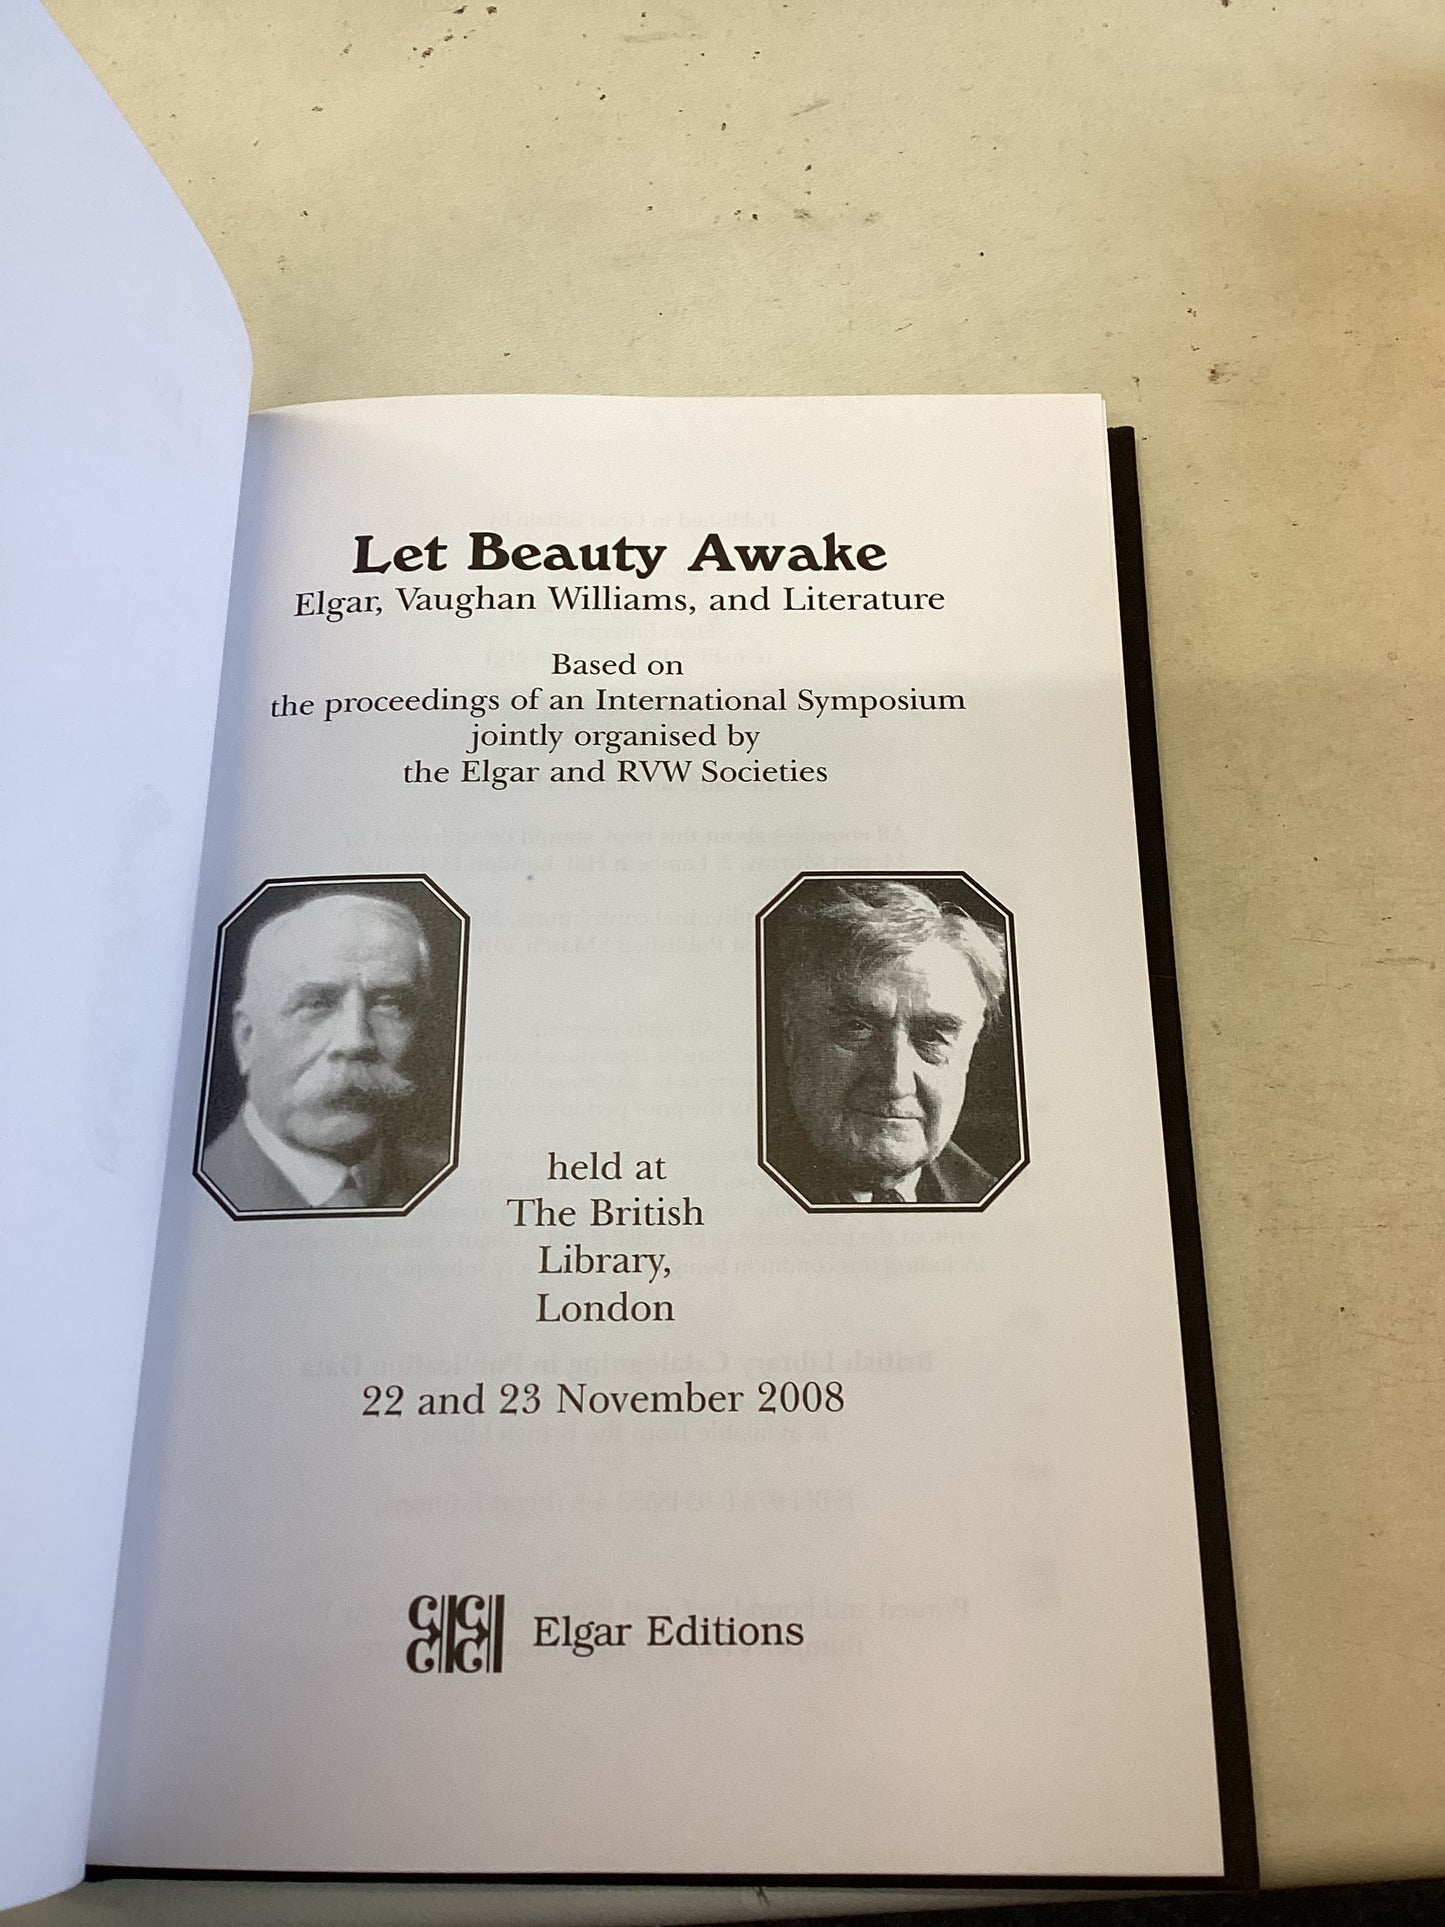 Let Beauty Awake
Elgar, Vaughan Williams, and Literature
Based on
the proceedings of an International Symposium
jointly organised by
the Elgar and RVW Societies
held at
The British
Library,
London
22 and 23 November 2008
Elgar Editions